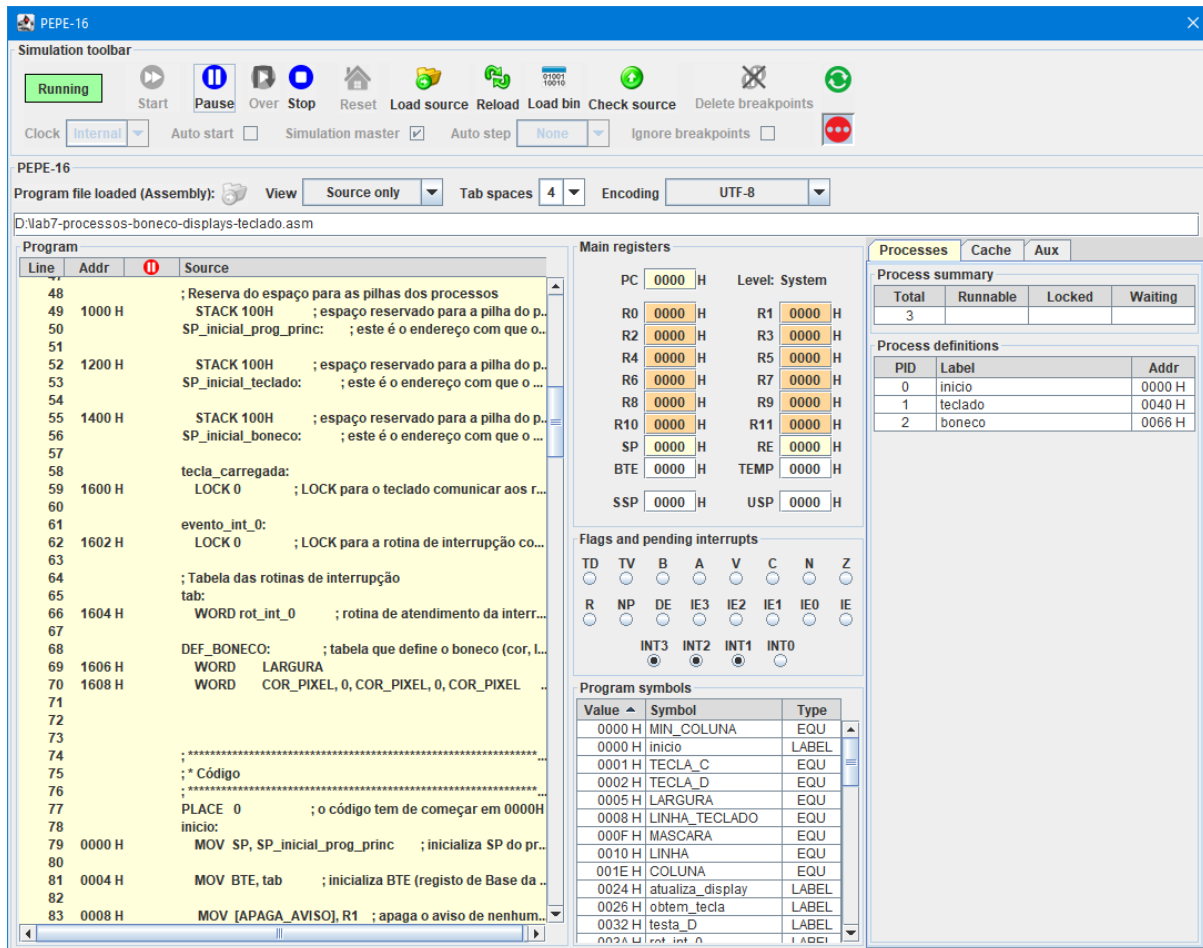 PEPE-16
Simulation toolbar
Running
Start Pause Over Stop Reset Load source Reload Load bin Check source Delete breakpoints
01001
10010
Clock Internal Auto start Simulation master Auto step None Ignore breakpoints
PEPE-16
Program file loaded (Assembly): View Source only Tab spaces 4 Encoding UTF-8
D:\lab7-processos-boneco-displays-teclado.asm
Program
Line Addr Source
47
48 ; Reserva do espaço para as pilhas dos processos
49 1000 H STACK 100H ; espaço reservado para a pilha do p...
50 SP_inicial_prog_princ: ; este é o endereço com que o...
51
52 1200 H STACK 100H ; espaço reservado para a pilha do p...
53 SP_inicial_teclado: ; este é o endereço com que o ...
54
55 1400 H STACK 100H ; espaço reservado para a pilha do p...
56 SP_inicial_boneco: ; este é o endereço com que o ...
57
58 tecla_carregada:
59 1600 H LOCK 0 ; LOCK para o teclado comunicar aos r...
60
61 evento_int_0:
62 1602 H LOCK 0 ; LOCK para a rotina de interrupção co...
63
64 ; Tabela das rotinas de interrupção
65 tab:
66 1604 H WORD rot_int_0 ; rotina de atendimento da interr...
67
68 DEF_BONECO: ; tabela que define o boneco (cor, l...
69 1606 H WORD LARGURA
70 1608 H WORD COR_PIXEL, 0, COR_PIXEL, 0, COR_PIXEL ...
71
72
73
74 ; *****************************************************************...
75 ; * Código
76 ; *****************************************************************...
77 PLACE 0 ; o código tem de começar em 0000H
78 inicio:
79 0000 H MOV SP, SP_inicial_prog_princ ; inicializa SP do pr...
80
81 0004 H MOV BTE, tab ; inicializa BTE (registo de Base da ...
82
83 0008 H MOV [APAGA_AVISO], R1 ; apaga o aviso de nenhum...
Main registers
PC 0000 H Level: System
R0 0000 H R1 0000 H
R2 0000 H R3 0000 H
R4 0000 H R5 0000 H
R6 0000 H R7 0000 H
R8 0000 H R9 0000 H
R10 0000 H R11 0000 H
SP 0000 H RE 0000 H
BTE 0000 H TEMP 0000 H
SSP 0000 H USP 0000 H
Flags and pending interrupts
TD TV B A V C N Z
R NP DE IE3 IE2 IE1 IE0 IE
INT3 INT2 INT1 INT0
Program symbols
Value Symbol Type
0000 H MIN_COLUNA EQU
0000 H inicio LABEL
0001 H TECLA_C EQU
0002 H TECLA_D EQU
0005 H LARGURA EQU
0008 H LINHA_TECLADO EQU
000F H MASCARA EQU
0010 H LINHA EQU
001E H COLUNA EQU
0024 H atualiza_display LABEL
0026 H obtem_tecla LABEL
0032 H testa_D LABEL
003A H rot_int_0 LABEL
Processes Cache Aux
Process summary
Total Runnable Locked Waiting
3
Process definitions
PID Label Addr
0 inicio 0000 H
1 teclado 0040 H
2 boneco 0066 H